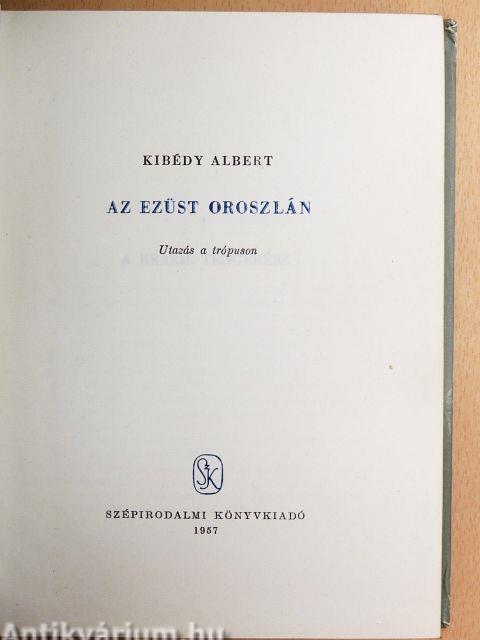 KIBÉDY ALBERT
AZ EZÜST OROSZLÁN
Utazás a trópuson
SzK
SZÉPIRODALMI KÖNYVKIADÓ
1957
Antikvárium.hu